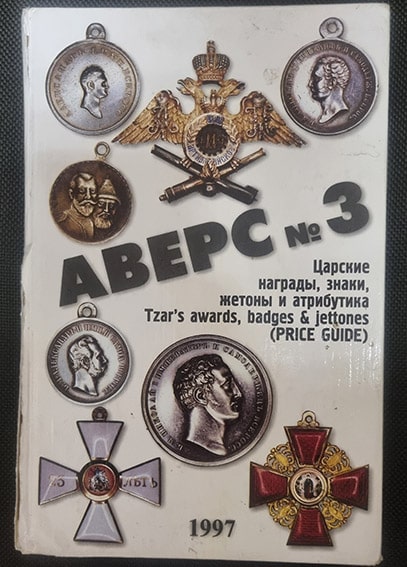 АВЕРС № 3
Царские
награды, знаки,
жетоны и атрибутика
Tzar's awards, badges & jettones
(PRICE GUIDE)
1997